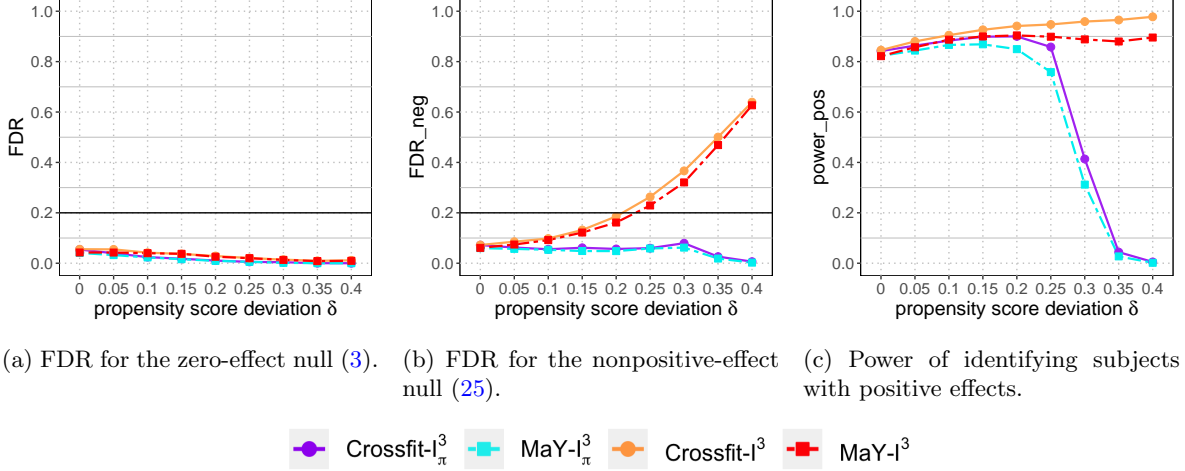 FDR
1.0
0.8
0.6
0.4
0.2
0.0
0 0.05 0.1 0.15 0.2 0.25 0.3 0.35 0.4
propensity score deviation δ
FDR_neg
1.0
0.8
0.6
0.4
0.2
0.0
0 0.05 0.1 0.15 0.2 0.25 0.3 0.35 0.4
propensity score deviation δ
power_pos
1.0
0.8
0.6
0.4
0.2
0.0
0 0.05 0.1 0.15 0.2 0.25 0.3 0.35 0.4
propensity score deviation δ
(a) FDR for the zero-effect null (3).
(b) FDR for the nonpositive-effect
null (25).
(c) Power of identifying subjects
with positive effects.
Crossfit-I³_π MaY-I³_π Crossfit-I³ MaY-I³